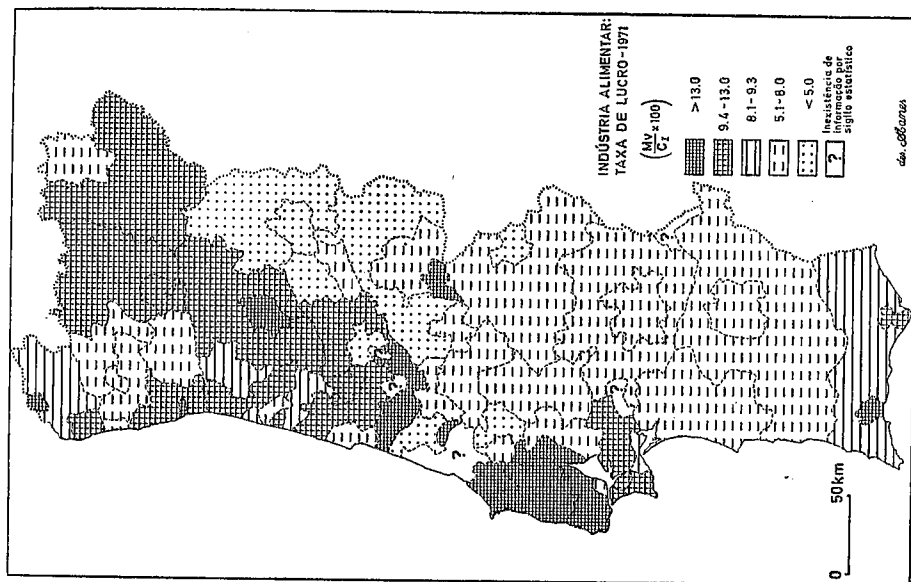 INDÚSTRIA ALIMENTAR:
TAXA DE LUCRO-1971
(Mv/CI x100)
>13.0
9.4-13.0
8.1-9.3
5.1-8.0
<5.0
? Inexistência de
informação por
sigilo estatístico
?
?
?
?
0 50km